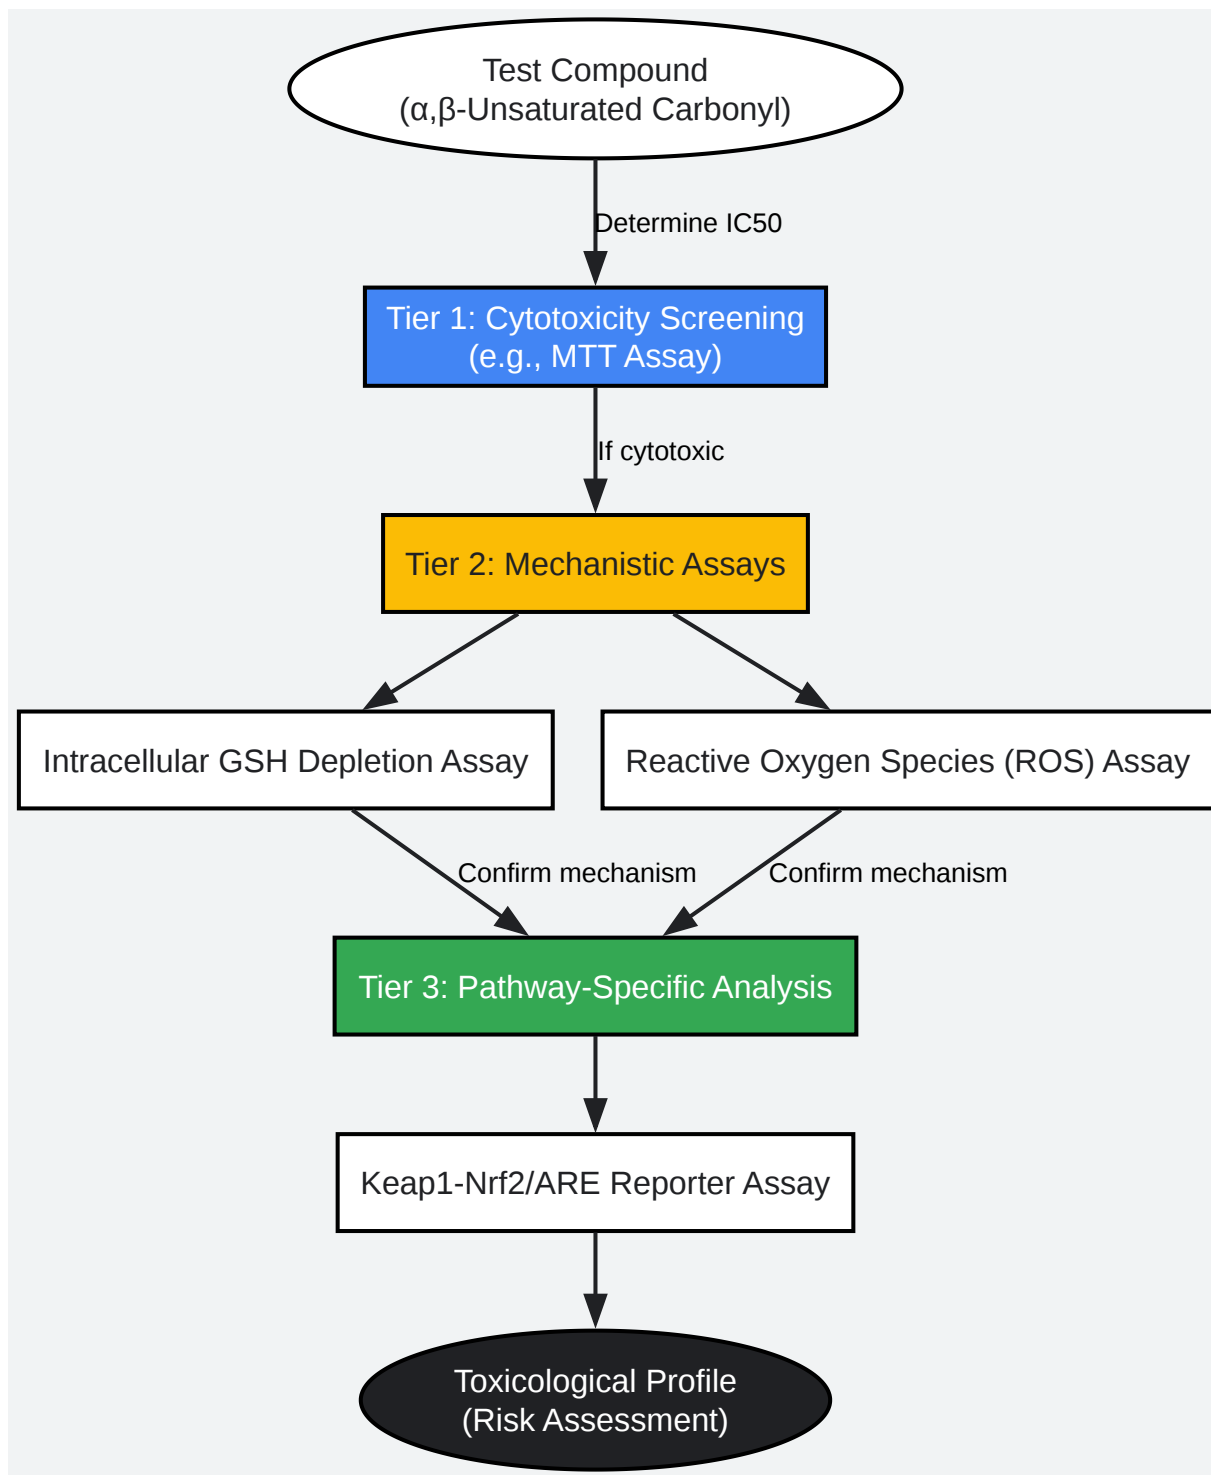 Test Compound
(α,β-Unsaturated Carbonyl)
Determine IC50
Tier 1: Cytotoxicity Screening
(e.g., MTT Assay)
If cytotoxic
Tier 2: Mechanistic Assays
Intracellular GSH Depletion Assay
Reactive Oxygen Species (ROS) Assay
Confirm mechanism
Confirm mechanism
Tier 3: Pathway-Specific Analysis
Keap1-Nrf2/ARE Reporter Assay
Toxicological Profile
(Risk Assessment)